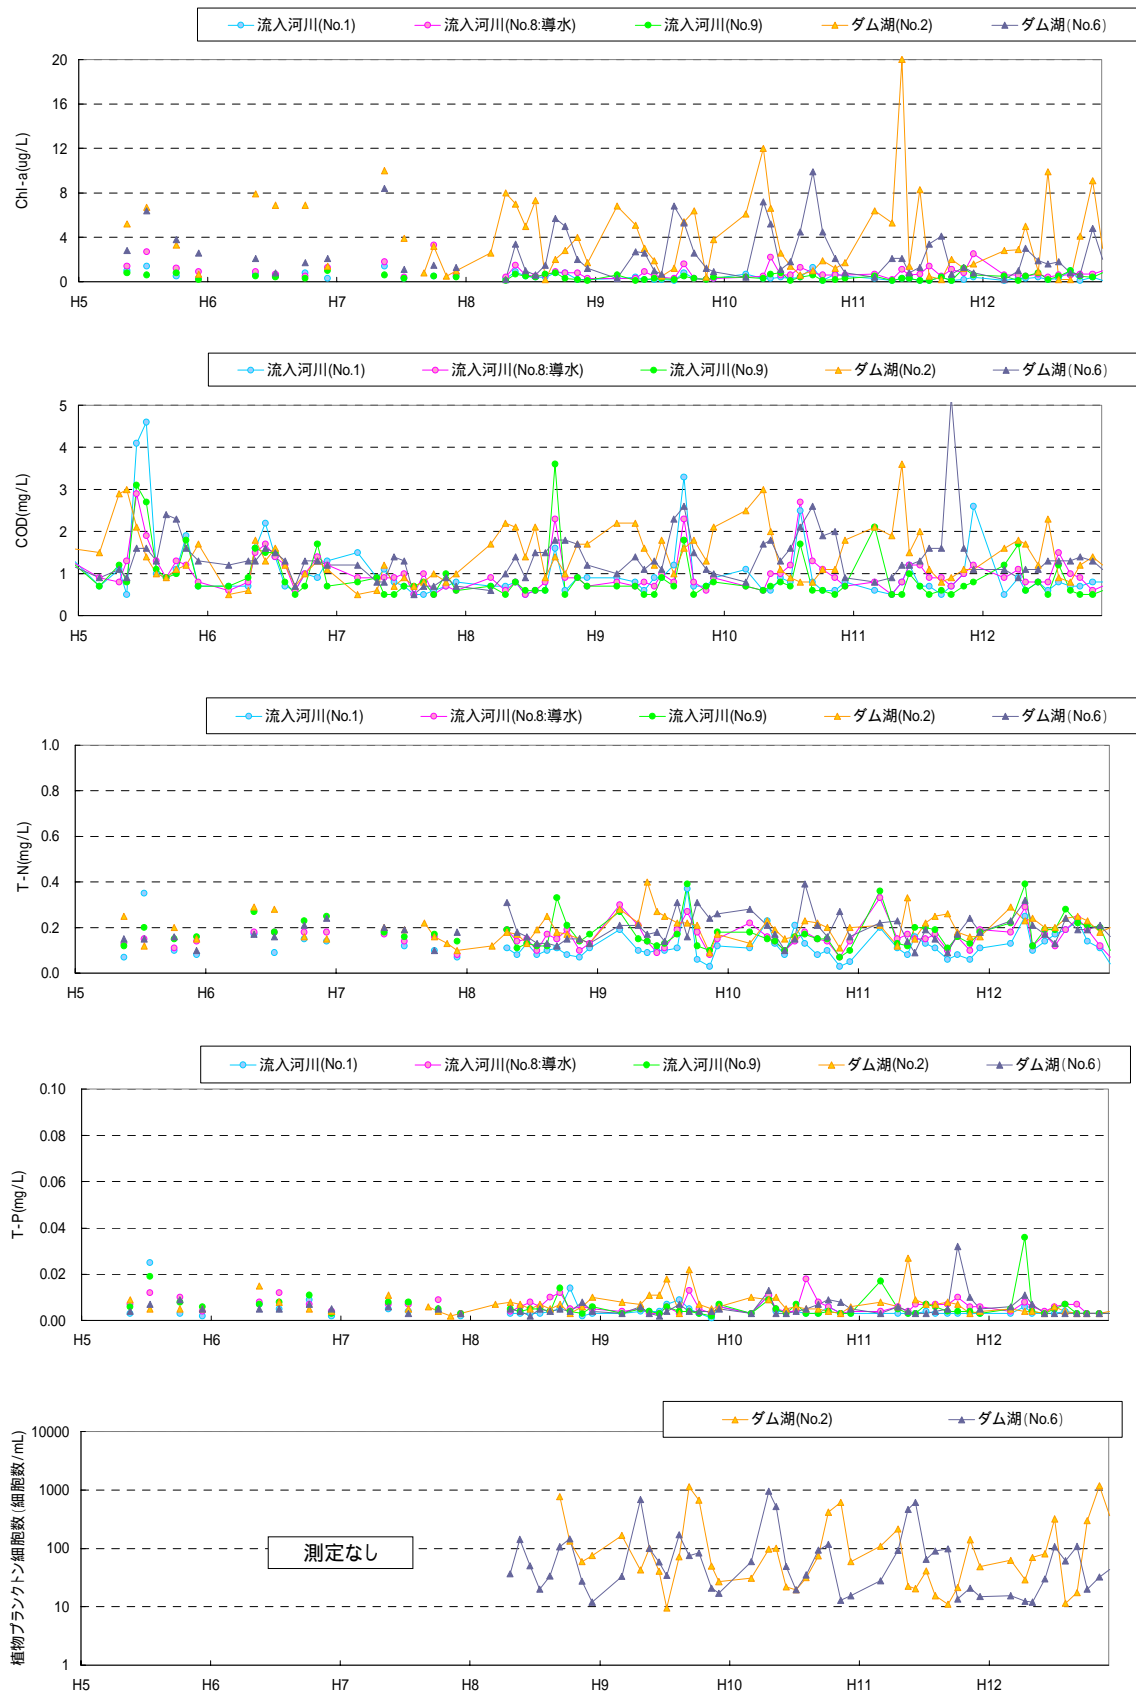 流入河川(No.1) 流入河川(No.8:導水) 流入河川(No.9) ダム湖(No.2) ダム湖(No.6)
Chl-a(ug/L)
20
16
12
8
4
0
H5 H6 H7 H8 H9 H10 H11 H12
流入河川(No.1) 流入河川(No.8:導水) 流入河川(No.9) ダム湖(No.2) ダム湖(No.6)
COD(mg/L)
5
4
3
2
1
0
H5 H6 H7 H8 H9 H10 H11 H12
流入河川(No.1) 流入河川(No.8:導水) 流入河川(No.9) ダム湖(No.2) ダム湖(No.6)
T-N(mg/L)
1.0
0.8
0.6
0.4
0.2
0.0
H5 H6 H7 H8 H9 H10 H11 H12
流入河川(No.1) 流入河川(No.8:導水) 流入河川(No.9) ダム湖(No.2) ダム湖(No.6)
T-P(mg/L)
0.10
0.08
0.06
0.04
0.02
0.00
H5 H6 H7 H8 H9 H10 H11 H12
ダム湖(No.2) ダム湖(No.6)
植物プランクトン細胞数(細胞数/mL)
10000
1000
100
10
1
測定なし
H5 H6 H7 H8 H9 H10 H11 H12